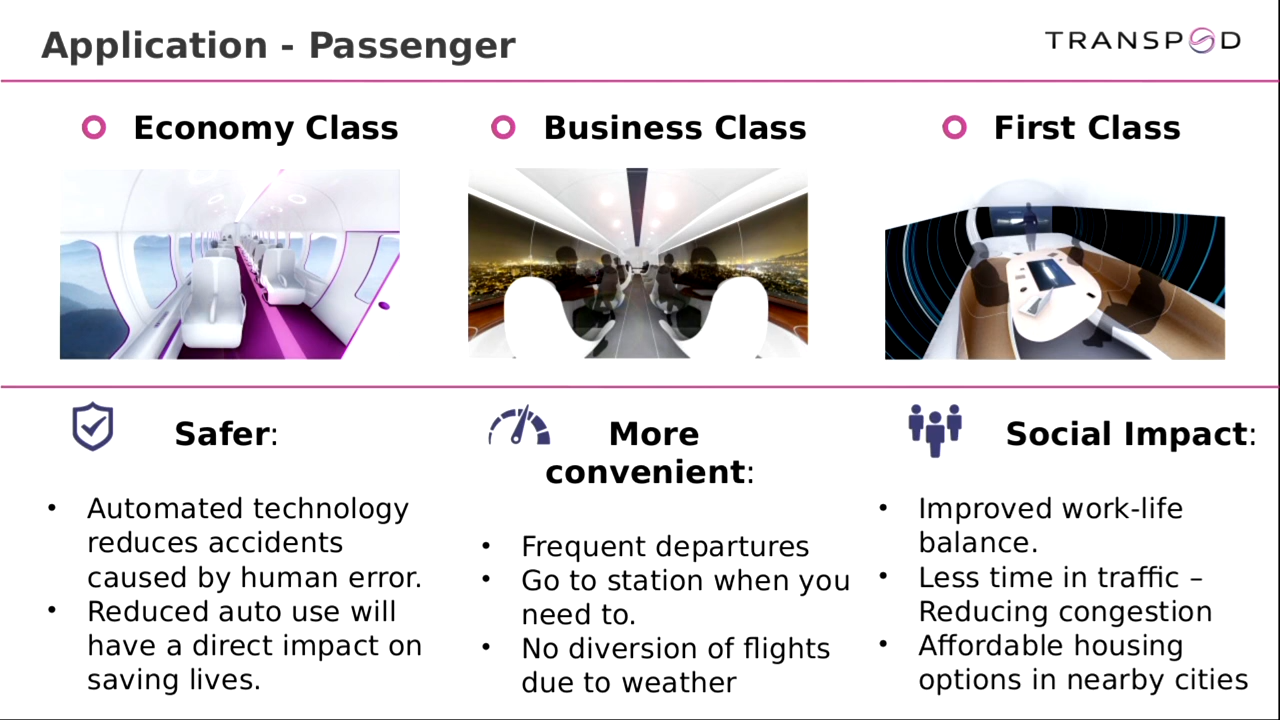 Application - Passenger
TRANSPOD
Economy Class
Business Class
First Class
Safer:
• Automated technology
reduces accidents
caused by human error.
• Reduced auto use will
have a direct impact on
saving lives.
More
convenient:
• Frequent departures
• Go to station when you
need to.
• No diversion of flights
due to weather
Social Impact:
• Improved work-life
balance.
• Less time in traffic –
Reducing congestion
• Affordable housing
options in nearby cities